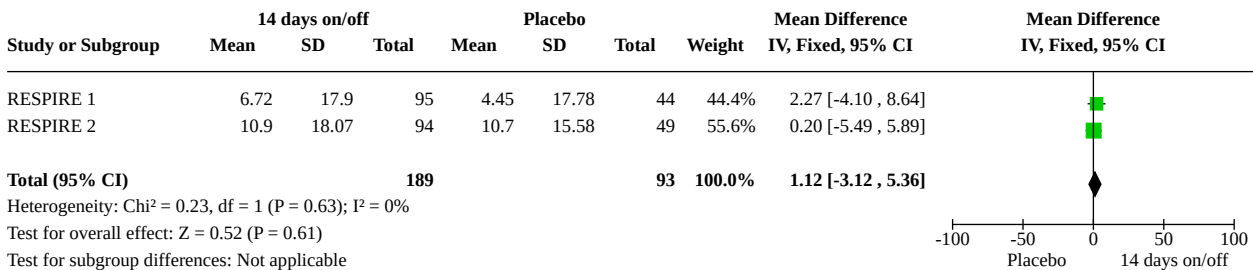 14 days on/off Placebo Mean Difference Mean Difference
Study or Subgroup Mean SD Total Mean SD Total Weight IV, Fixed, 95% CI IV, Fixed, 95% CI
RESPIRE 1 6.72 17.9 95 4.45 17.78 44 44.4% 2.27 [-4.10 , 8.64]
RESPIRE 2 10.9 18.07 94 10.7 15.58 49 55.6% 0.20 [-5.49 , 5.89]
Total (95% CI) 189 93 100.0% 1.12 [-3.12 , 5.36]
Heterogeneity: Chi² = 0.23, df = 1 (P = 0.63); I² = 0%
Test for overall effect: Z = 0.52 (P = 0.61)
-100 -50 0 50 100
Test for subgroup differences: Not applicable Placebo 14 days on/off